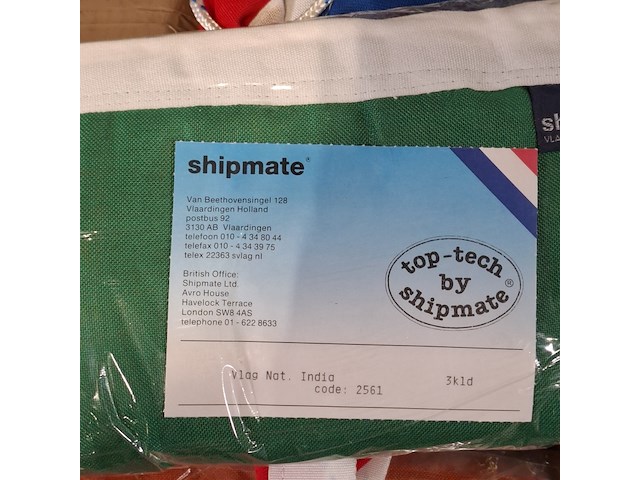 shipmate®
Van Beethovensingel 128
Vlaardingen Holland
postbus 92
3130 AB Vlaardingen
telefoon 010 - 4 34 80 44
telefax 010 - 4 34 39 75
telex 22363 svlag nl
British Office:
Shipmate Ltd.
Avro House
Havelock Terrace
London SW8 4AS
telephone 01 - 622 8633
top-tech
by
shipmate®
Vlag Nat. India 3kld
code: 2561
sh
VLA